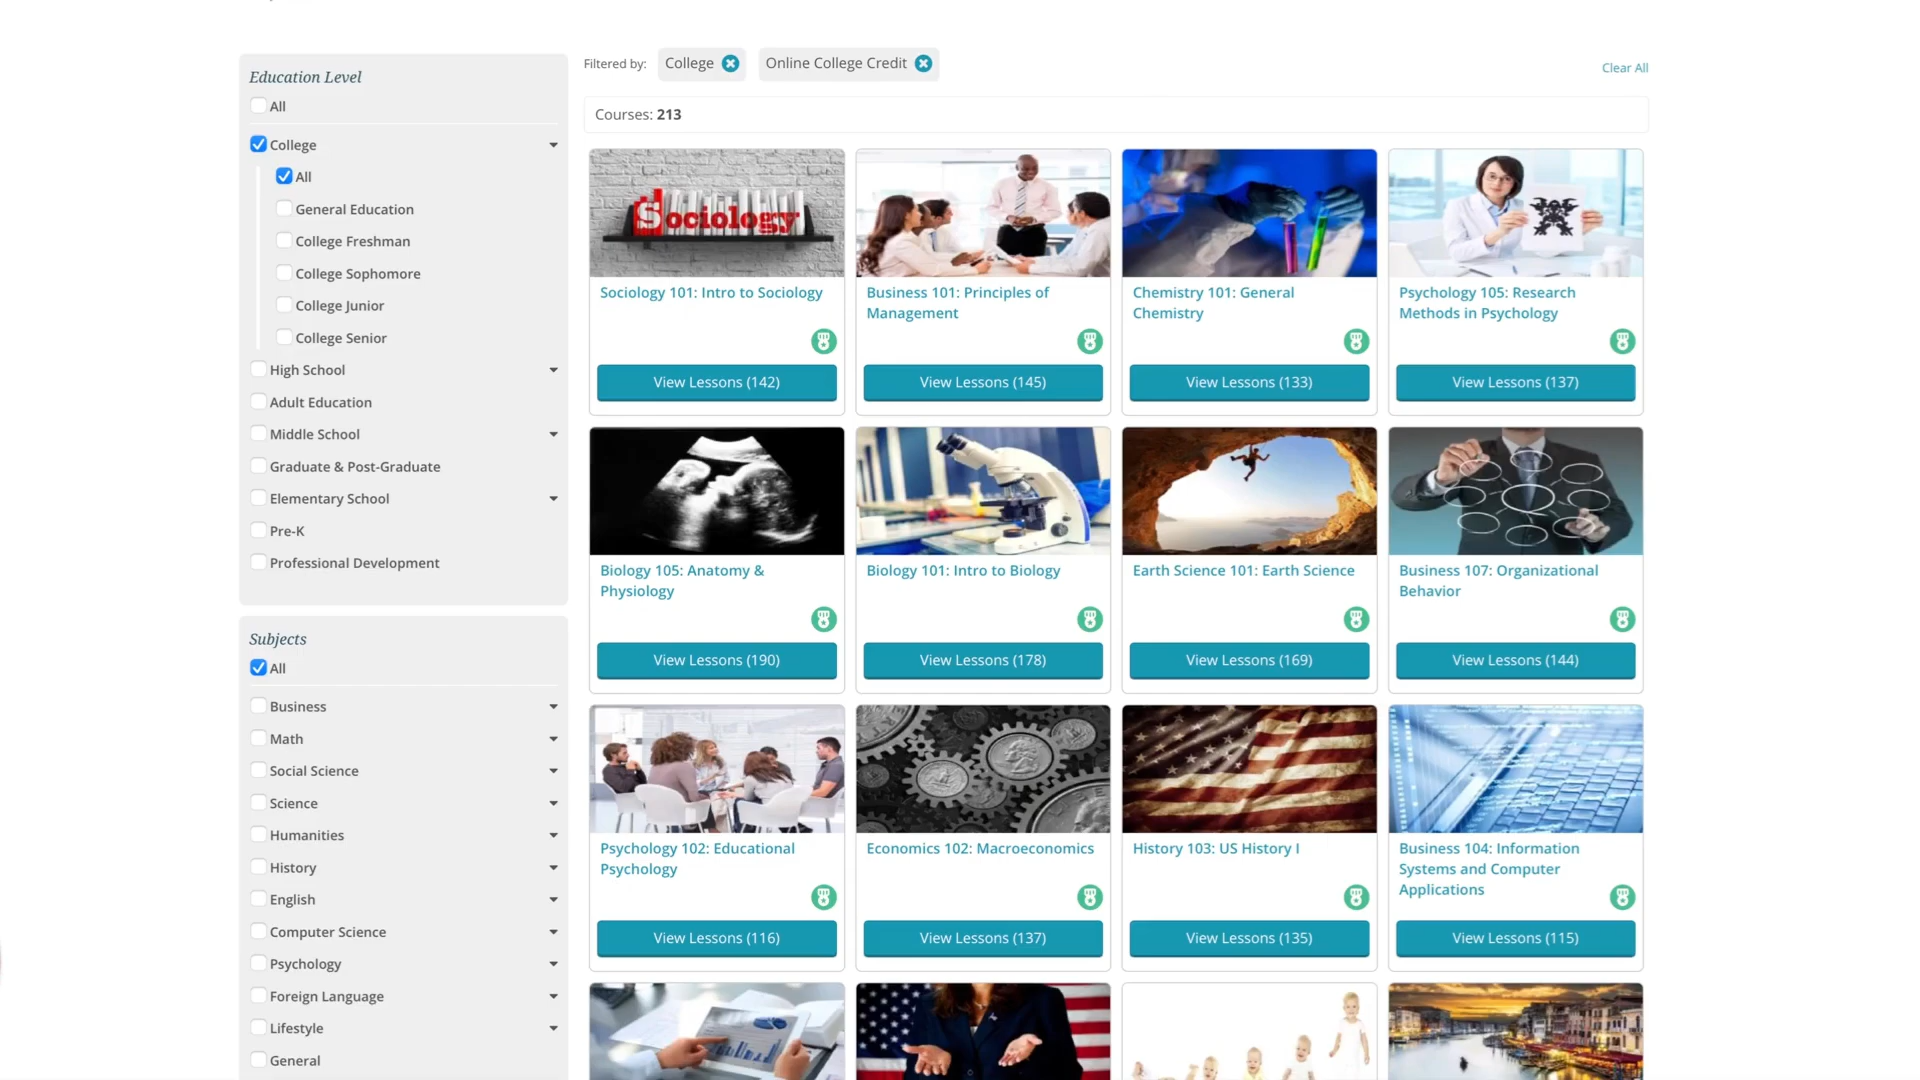 Education Level
All
College
All
General Education
College Freshman
College Sophomore
College Junior
College Senior
High School
Adult Education
Middle School
Graduate & Post-Graduate
Elementary School
Pre-K
Professional Development
Subjects
All
Business
Math
Social Science
Science
Humanities
History
English
Computer Science
Psychology
Foreign Language
Lifestyle
General
Filtered by: College Online College Credit Clear All
Courses: 213
Sociology
Sociology 101: Intro to Sociology
View Lessons (142)
Business 101: Principles of
Management
View Lessons (145)
Chemistry 101: General
Chemistry
View Lessons (133)
Psychology 105: Research
Methods in Psychology
View Lessons (137)
Biology 105: Anatomy &
Physiology
View Lessons (190)
Biology 101: Intro to Biology
View Lessons (178)
Earth Science 101: Earth Science
View Lessons (169)
Business 107: Organizational
Behavior
View Lessons (144)
Psychology 102: Educational
Psychology
View Lessons (116)
Economics 102: Macroeconomics
View Lessons (137)
History 103: US History I
View Lessons (135)
Business 104: Information
Systems and Computer
Applications
View Lessons (115)